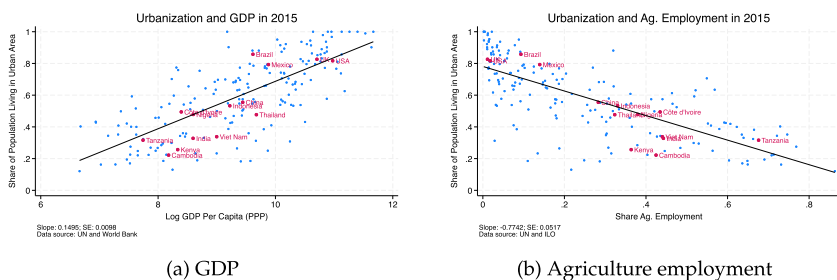 Urbanization and GDP in 2015
Share of Population Living in Urban Area
1
.8
.6
.4
.2
0
Brazil
Mexico
USA
China
Indonesia
Thailand
India
Viet Nam
Tanzania
Kenya
Cambodia
6
8
10
12
Log GDP Per Capita (PPP)
Slope: 0.1495; SE: 0.0098
Data source: UN and World Bank
(a) GDP
Urbanization and Ag. Employment in 2015
Share of Population Living in Urban Area
1
.8
.6
.4
.2
0
USA
Brazil
Mexico
China
Indonesia
Côte d'Ivoire
Thailand
Nigeria
Viet Nam
India
Tanzania
Kenya
Cambodia
0
.2
.4
.6
.8
Share Ag. Employment
Slope: -0.7742; SE: 0.0517
Data source: UN and ILO
(b) Agriculture employment